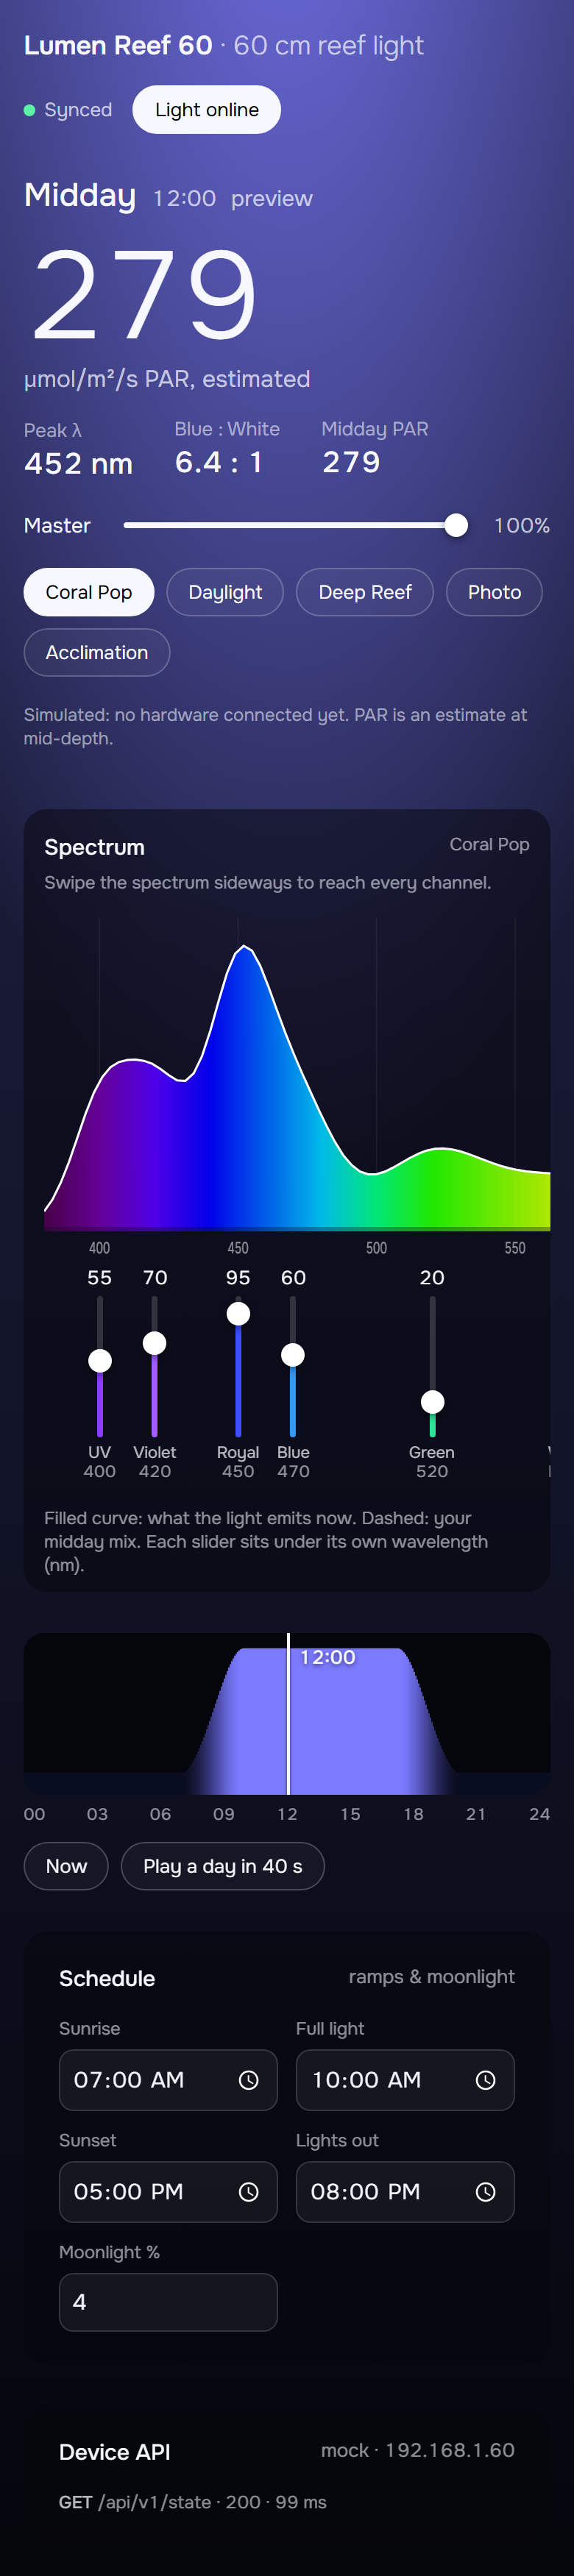 Lumen Reef 60 · 60 cm reef light
Synced Light online
Midday 12:00 preview
279
µmol/m²/s PAR, estimated
Peak λ Blue : White Midday PAR
452 nm 6.4 : 1 279
Master 100%
Coral Pop Daylight Deep Reef Photo
Acclimation
Simulated: no hardware connected yet. PAR is an estimate at
mid-depth.
Spectrum Coral Pop
Swipe the spectrum sideways to reach every channel.
400 450 500 550
55 70 95 60 20
UV Violet Royal Blue Green
400 420 450 470 520
Filled curve: what the light emits now. Dashed: your
midday mix. Each slider sits under its own wavelength
(nm).
12:00
00 03 06 09 12 15 18 21 24
Now Play a day in 40 s
Schedule ramps & moonlight
Sunrise Full light
07:00 AM 10:00 AM
Sunset Lights out
05:00 PM 08:00 PM
Moonlight %
4
Device API mock · 192.168.1.60
GET /api/v1/state · 200 · 99 ms